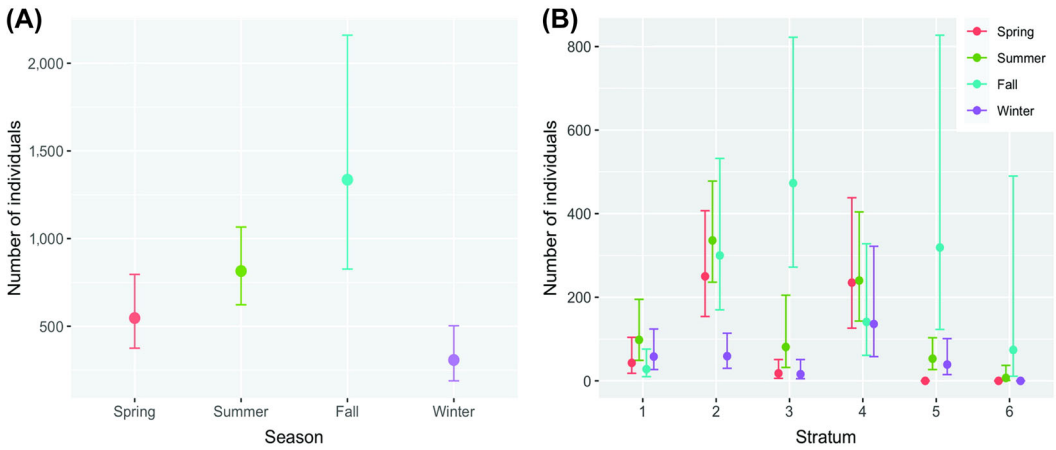 (A)
Number of individuals
2,000
1,500
1,000
500
Spring
Summer
Fall
Winter
Season
(B)
Number of individuals
800
600
400
200
0
1
2
3
4
5
6
Stratum
Spring
Summer
Fall
Winter